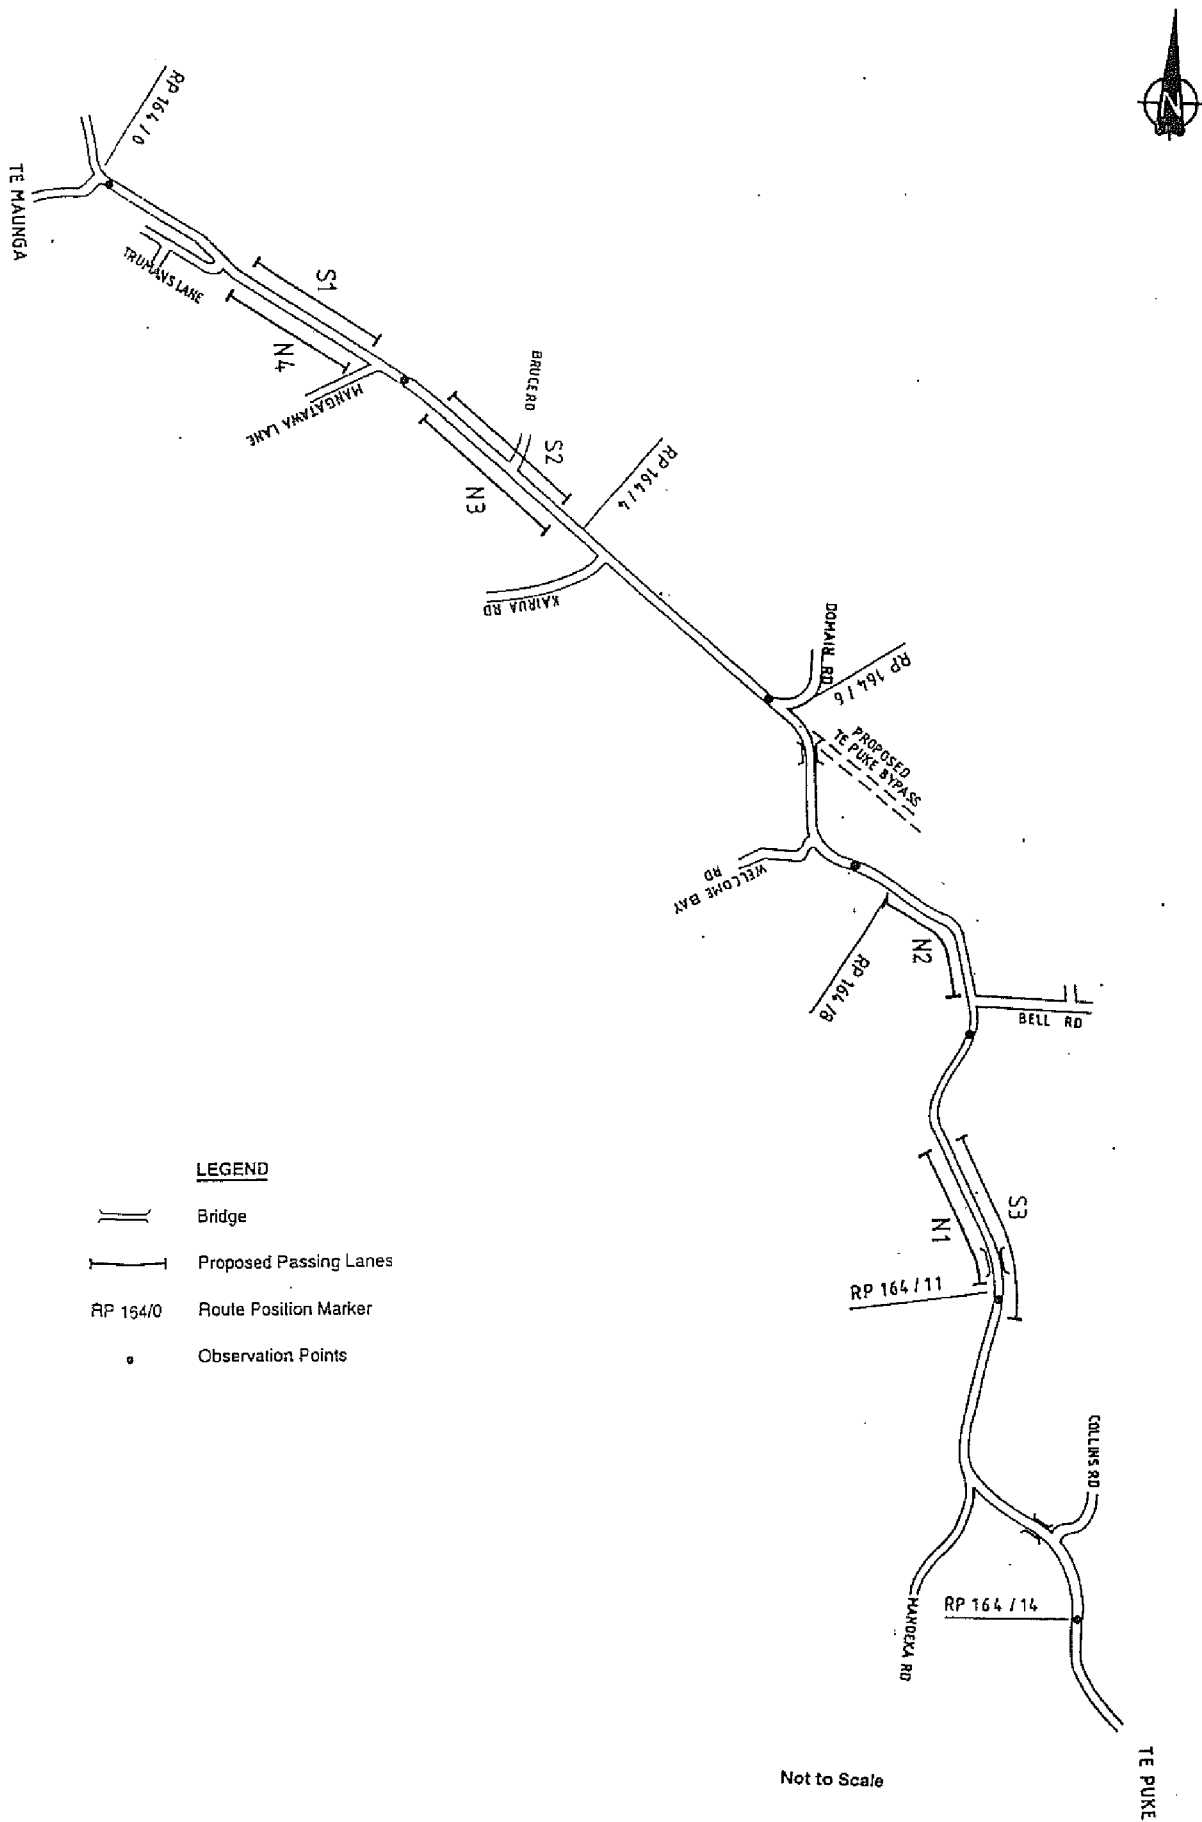 N
RP 164/0
TE MAUNGA
TRUMANS LANE
S1
N4
MANGATAWA LANE
BRUCE RD
S2
N3
RP 164/4
KAIRUA RD
DOMAIN RD
RP 164/6
PROPOSED
TE PUKE BYPASS
WELCOME BAY
RD
N2
RP 164/8
BELL RD
S3
N1
RP 164/11
COLLINS RD
MANOEKA RD
RP 164/14
TE PUKE
LEGEND
Bridge
Proposed Passing Lanes
RP 164/0 Route Position Marker
Observation Points
Not to Scale